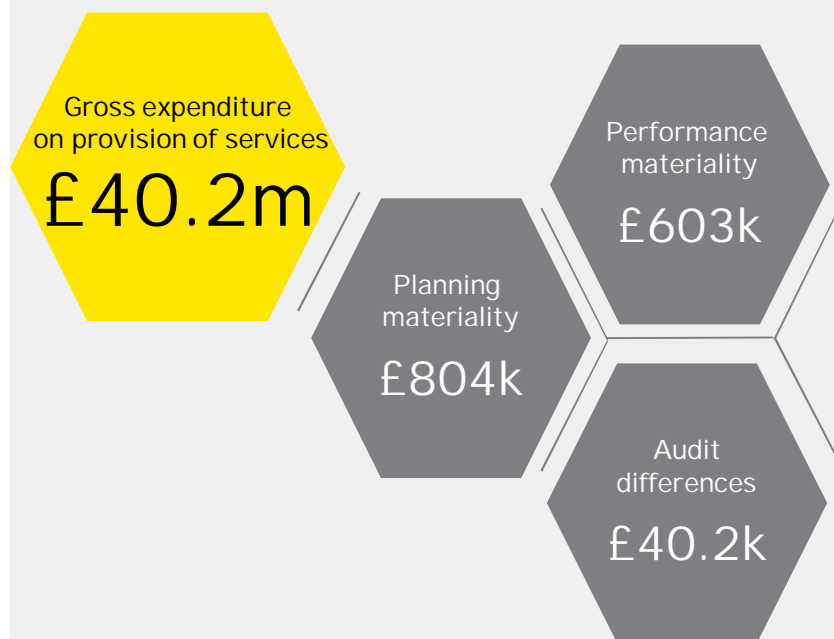 Gross expenditure
on provision of services
£40.2m
Planning
materiality
£804k
Performance
materiality
£603k
Audit
differences
£40.2k